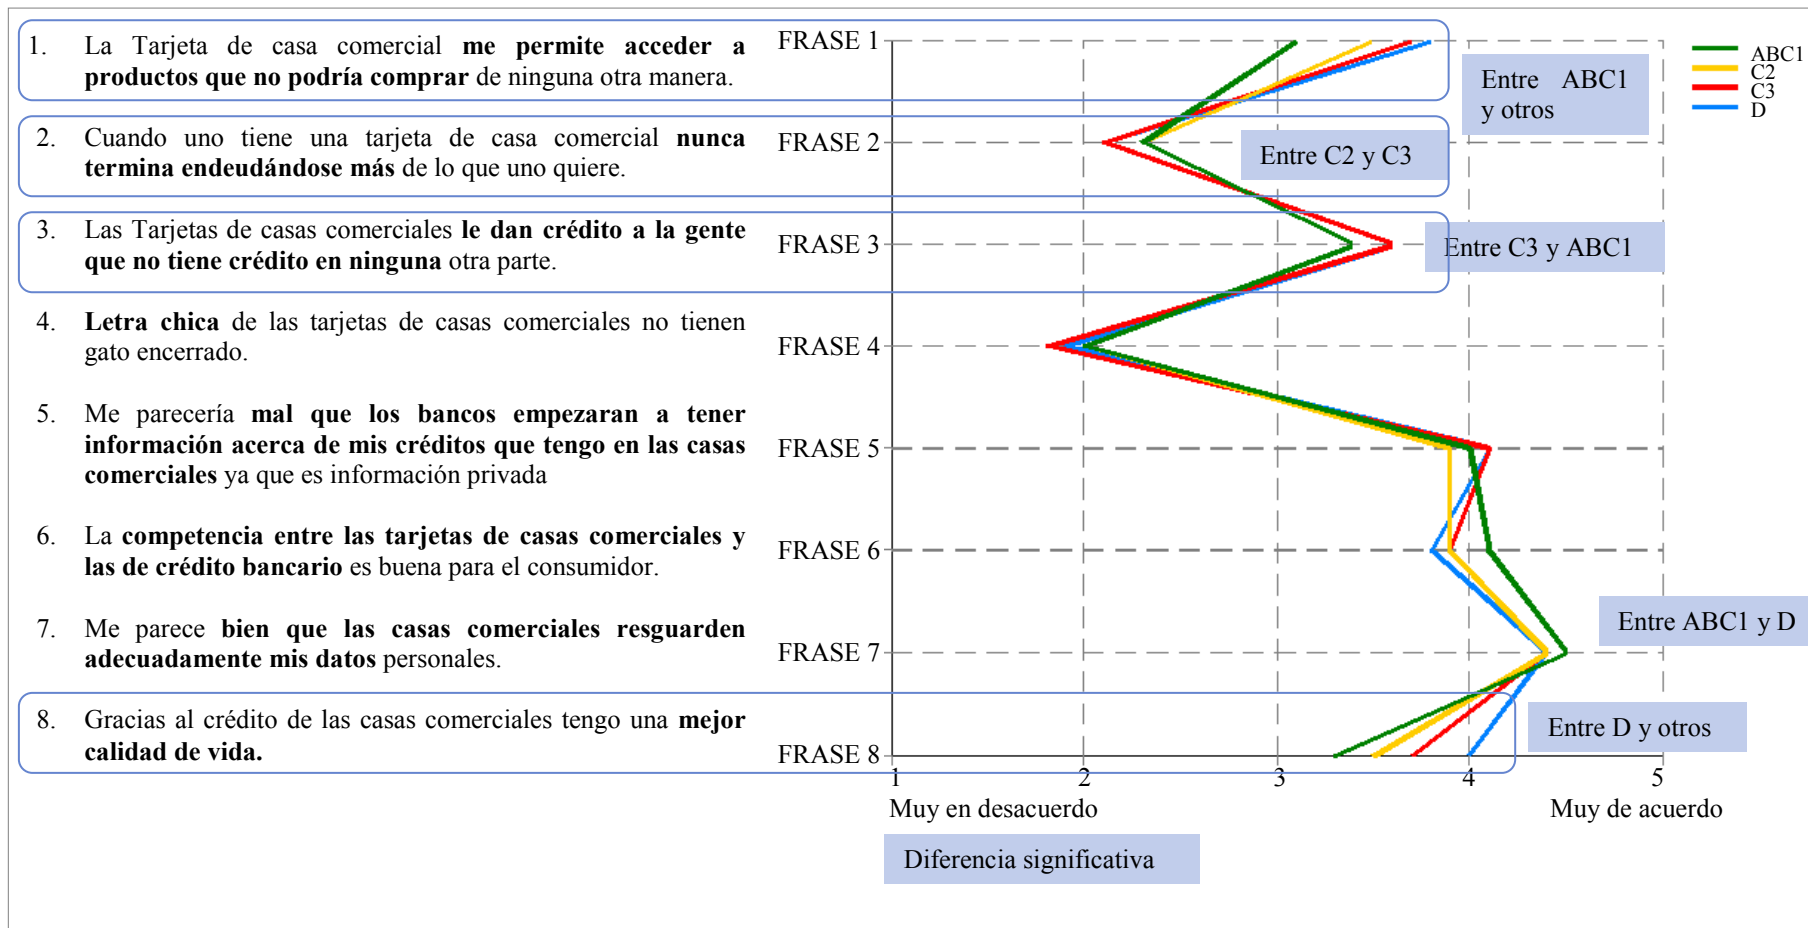 1. La Tarjeta de casa comercial me permite acceder a
productos que no podría comprar de ninguna otra manera.
2. Cuando uno tiene una tarjeta de casa comercial nunca
termina endeudándose más de lo que uno quiere.
3. Las Tarjetas de casas comerciales le dan crédito a la gente
que no tiene crédito en ninguna otra parte.
4. Letra chica de las tarjetas de casas comerciales no tienen
gato encerrado.
5. Me parecería mal que los bancos empezaran a tener
información acerca de mis créditos que tengo en las casas
comerciales ya que es información privada
6. La competencia entre las tarjetas de casas comerciales y
las de crédito bancario es buena para el consumidor.
7. Me parece bien que las casas comerciales resguarden
adecuadamente mis datos personales.
8. Gracias al crédito de las casas comerciales tengo una mejor
calidad de vida.
FRASE 1
FRASE 2
FRASE 3
FRASE 4
FRASE 5
FRASE 6
FRASE 7
FRASE 8
1 2 3 4 5
Muy en desacuerdo
Muy de acuerdo
Entre ABC1
y otros
Entre C2 y C3
Entre C3 y ABC1
Entre ABC1 y D
Entre D y otros
Diferencia significativa
ABC1
C2
C3
D